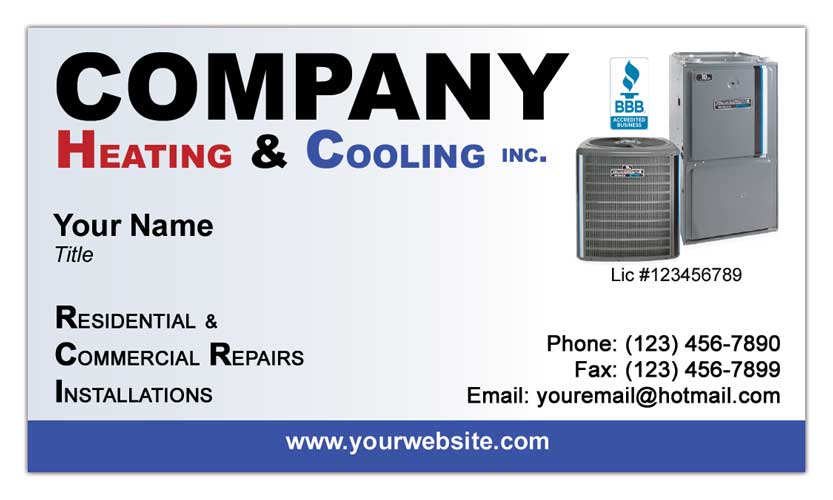 COMPANY
HEATING & COOLING INC.
BBB
ACCREDITED
BUSINESS
Your Name
Title
Lic #123456789
RESIDENTIAL &
COMMERCIAL REPAIRS
INSTALLATIONS
Phone: (123) 456-7890
Fax: (123) 456-7899
Email: youremail@hotmail.com
www.yourwebsite.com